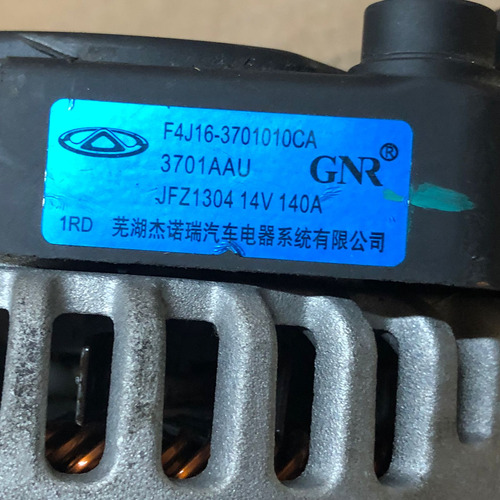 F4J16-3701010CA
3701AAU
GNR®
JFZ1304 14V 140A
1RD 芜湖杰诺瑞汽车电器系统有限公司